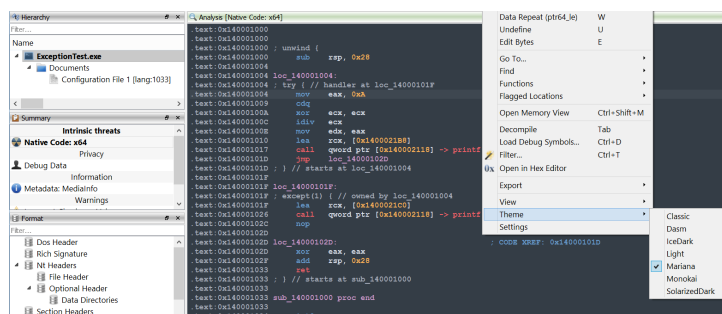 Hierarchy
Filter...
Name
ExceptionTest.exe
Documents
Configuration File 1 [lang:1033]
Summary
Intrinsic threats
Native Code: x64
Privacy
Debug Data
Information
Metadata: MediaInfo
Warnings
Format
Filter...
Dos Header
Rich Signature
Nt Headers
File Header
Optional Header
Data Directories
Section Headers
Analysis [Native Code: x64]
.text:0x140001000
.text:0x140001000
.text:0x140001000 ; unwind {
.text:0x140001000 sub rsp, 0x28
.text:0x140001004
.text:0x140001004 loc_140001004:
.text:0x140001004 ; try { // handler at loc_14000101F
.text:0x140001004 mov eax, 0xA
.text:0x140001009 cdq
.text:0x14000100A xor ecx, ecx
.text:0x14000100C idiv ecx
.text:0x14000100E mov edx, eax
.text:0x140001010 lea rcx, [0x1400021B8]
.text:0x140001017 call qword ptr [0x140002118] -> printf
.text:0x14000101D jmp loc_14000102D
.text:0x14000101D ; } // starts at loc_140001004
.text:0x14000101F
.text:0x14000101F loc_14000101F:
.text:0x14000101F ; except(1) { // owned by loc_140001004
.text:0x14000101F lea rcx, [0x1400021C0]
.text:0x140001026 call qword ptr [0x140002118] -> printf
.text:0x14000102C nop
.text:0x14000102D
.text:0x14000102D loc_14000102D: ; CODE XREF: 0x14000101D
.text:0x14000102D xor eax, eax
.text:0x14000102F add rsp, 0x28
.text:0x140001033 ret
.text:0x140001033 ; } // starts at sub_140001000
.text:0x140001033
.text:0x140001033 sub_140001000 proc end
.text:0x140001033
.text:0x140001033
Data Repeat (ptr64_le) W
Undefine U
Edit Bytes E
Go To...
Find
Functions
Flagged Locations
Open Memory View Ctrl+Shift+M
Decompile Tab
Load Debug Symbols... Ctrl+D
Filter... Ctrl+T
0x Open in Hex Editor
Export
View
Theme
Settings
Classic
Dasm
IceDark
Light
Mariana
Monokai
SolarizedDark